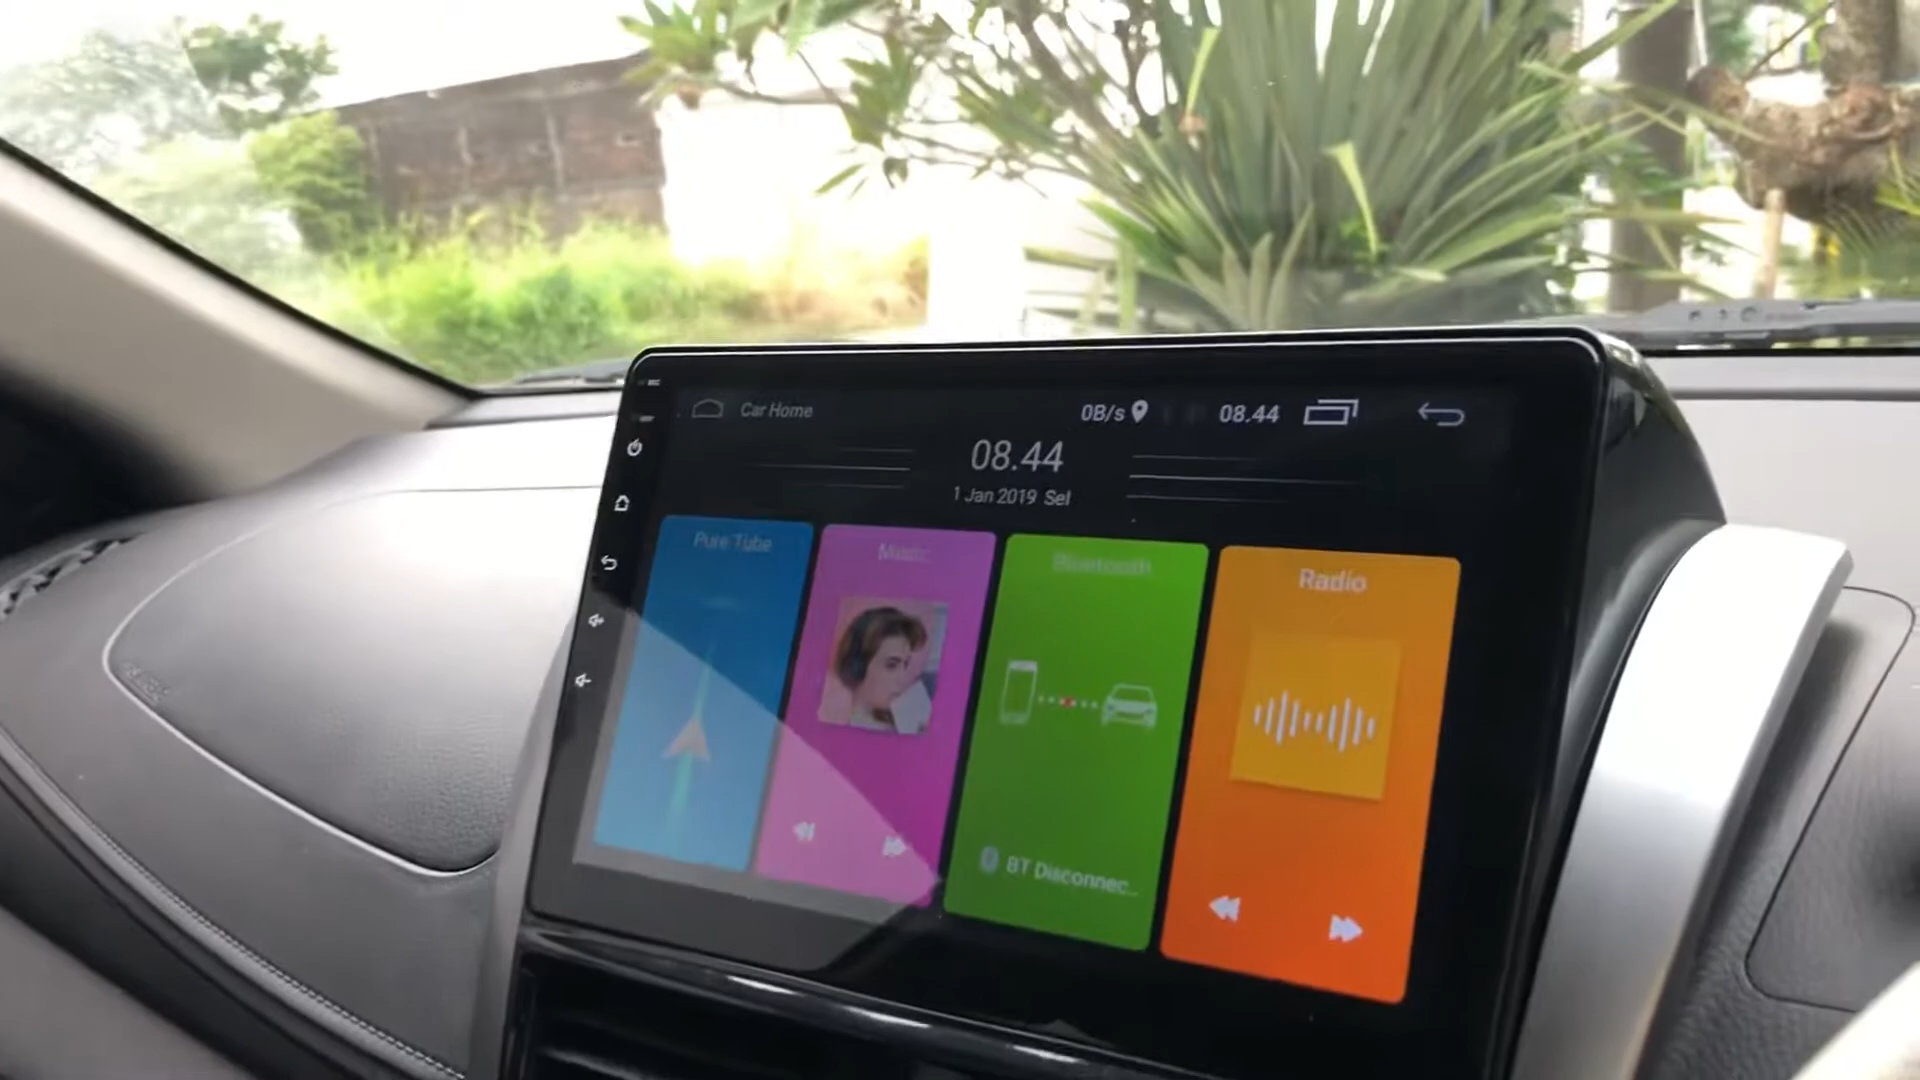 Car Home
0B/s
08.44
08.44
1 Jan 2019 Sel
Pure Tube
Music
Bluetooth
Radio
BT Disconnec..